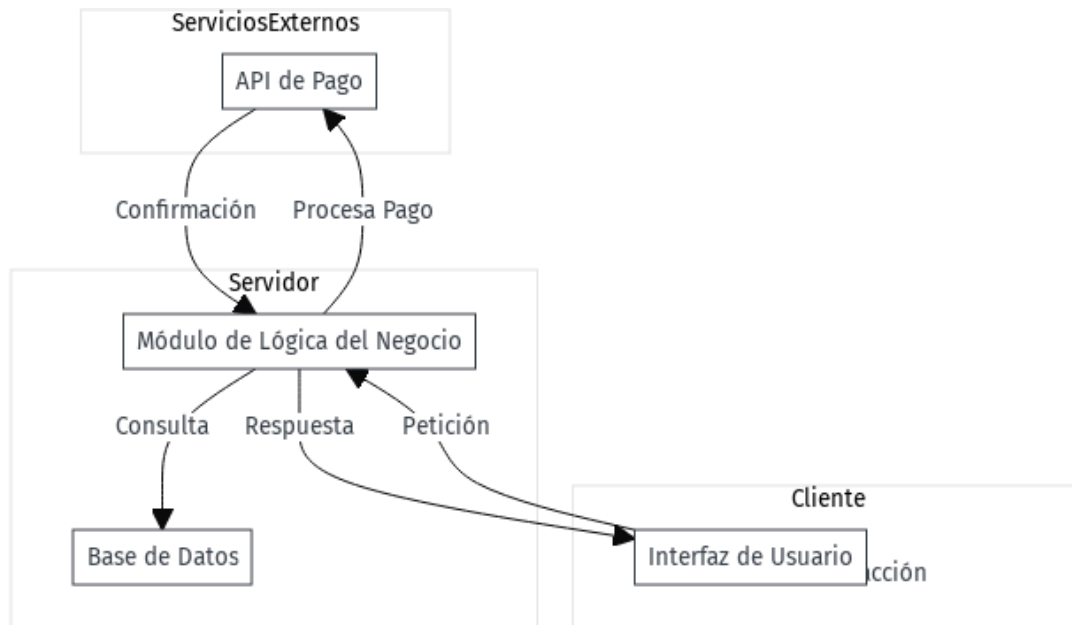 ServiciosExternos
API de Pago
Confirmación
Procesa Pago
Servidor
Módulo de Lógica del Negocio
Consulta
Respuesta
Petición
Cliente
Base de Datos
Interfaz de Usuario